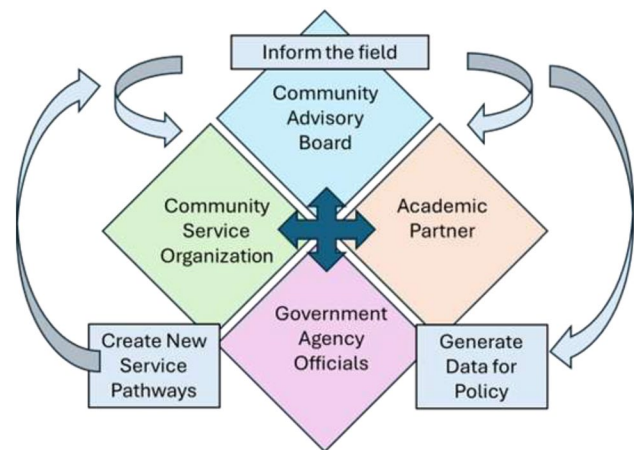 Inform the field
Community
Advisory
Board
Community
Service
Organization
Academic
Partner
Government
Agency
Officials
Create New
Service
Pathways
Generate
Data for
Policy